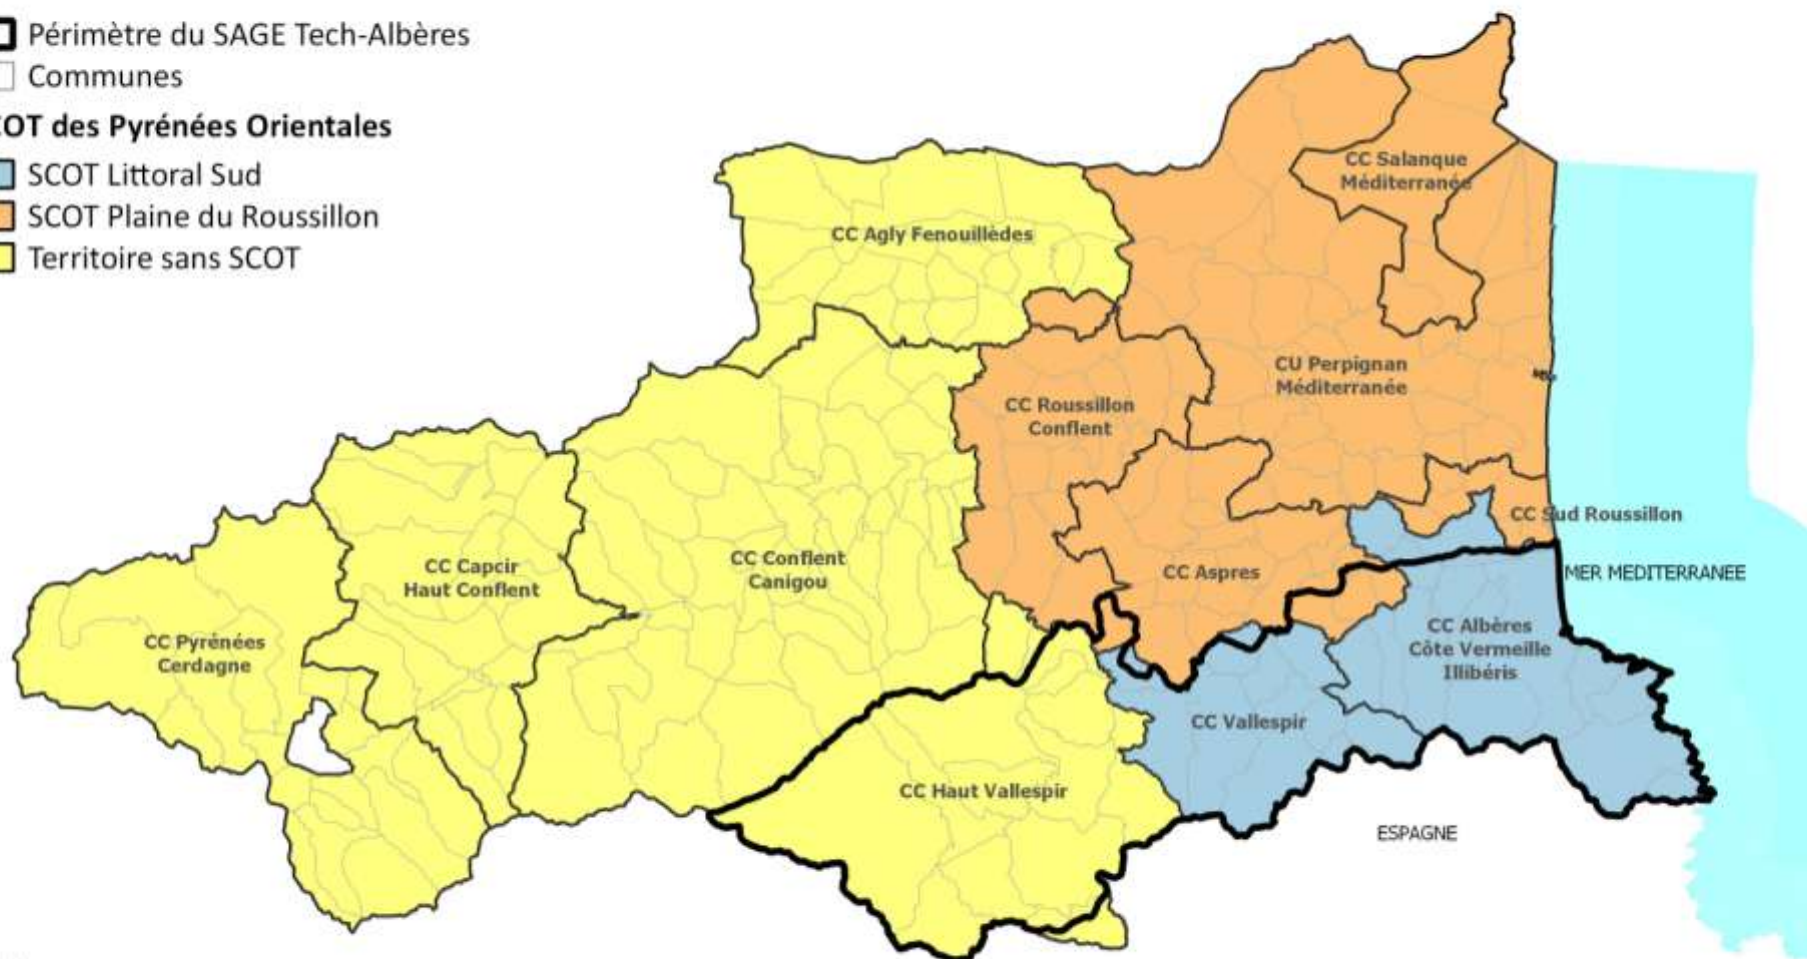 Périmètre du SAGE Tech-Albères
Communes
COT des Pyrénées Orientales
SCOT Littoral Sud
SCOT Plaine du Roussillon
Territoire sans SCOT
CC Salanque
Méditerranée
CC Agly Fenouillèdes
CU Perpignan
Méditerranée
CC Roussillon
Conflent
CC Sud Roussillon
CC Conflent
Canigou
CC Capcir
Haut Conflent
CC Aspres
MER MEDITERRANEE
CC Pyrénées
Cerdagne
CC Albères
Côte Vermeille
Illibéris
CC Vallespir
CC Haut Vallespir
ESPAGNE